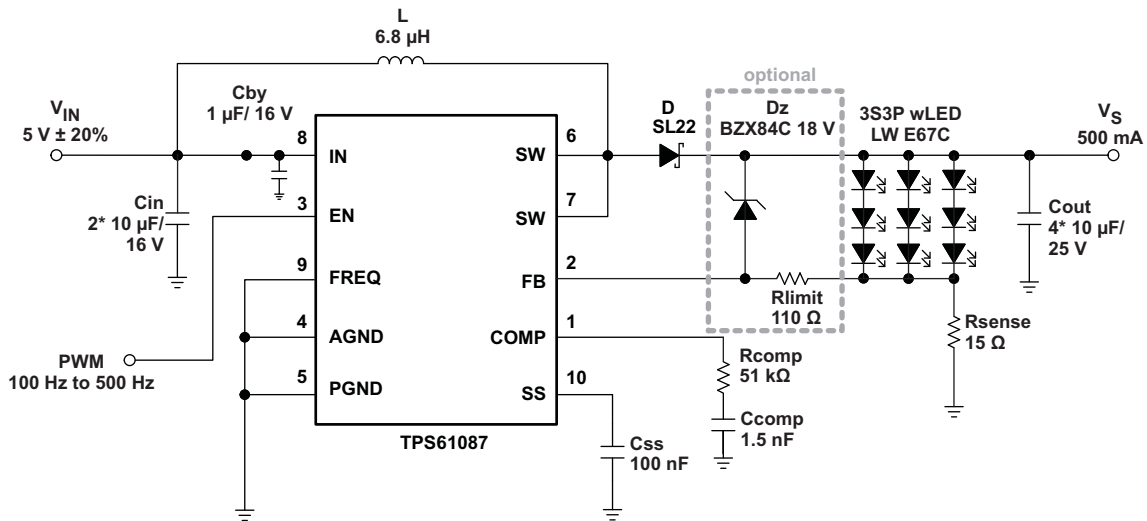 L
6.8 µH
optional
Cby
1 µF/ 16 V
D
SL22
Dz
BZX84C 18 V
3S3P wLED
LW E67C
VIN
5 V ± 20%
VS
500 mA
8
IN
SW
6
Cin
2* 10 µF/
16 V
3
EN
SW
7
Cout
4* 10 µF/
25 V
9
FREQ
FB
2
Rlimit
110 Ω
4
AGND
COMP
1
Rsense
15 Ω
PWM
100 Hz to 500 Hz
5
PGND
SS
10
Rcomp
51 kΩ
Ccomp
1.5 nF
TPS61087
Css
100 nF